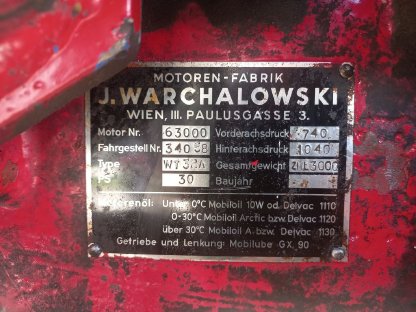 MOTOREN-FABRIK
J. WARCHALOWSKI
WIEN, III. PAULUSGASSE 3.
Motor Nr. 63000 Vorderachsdruck 740
Fahrgestell Nr. Hinterachsdruck 1040
Type Gesamtgewicht
PS 30 Baujahr
Motorenöl: Unter 0°C Mobiloil 10W od. Delvac 1110
0-30°C Mobiloil Arctic bzw. Delvac 1120
über 30°C Mobiloil A bzw. Delvac 1130
Getriebe und Lenkung: Mobilube GX 90